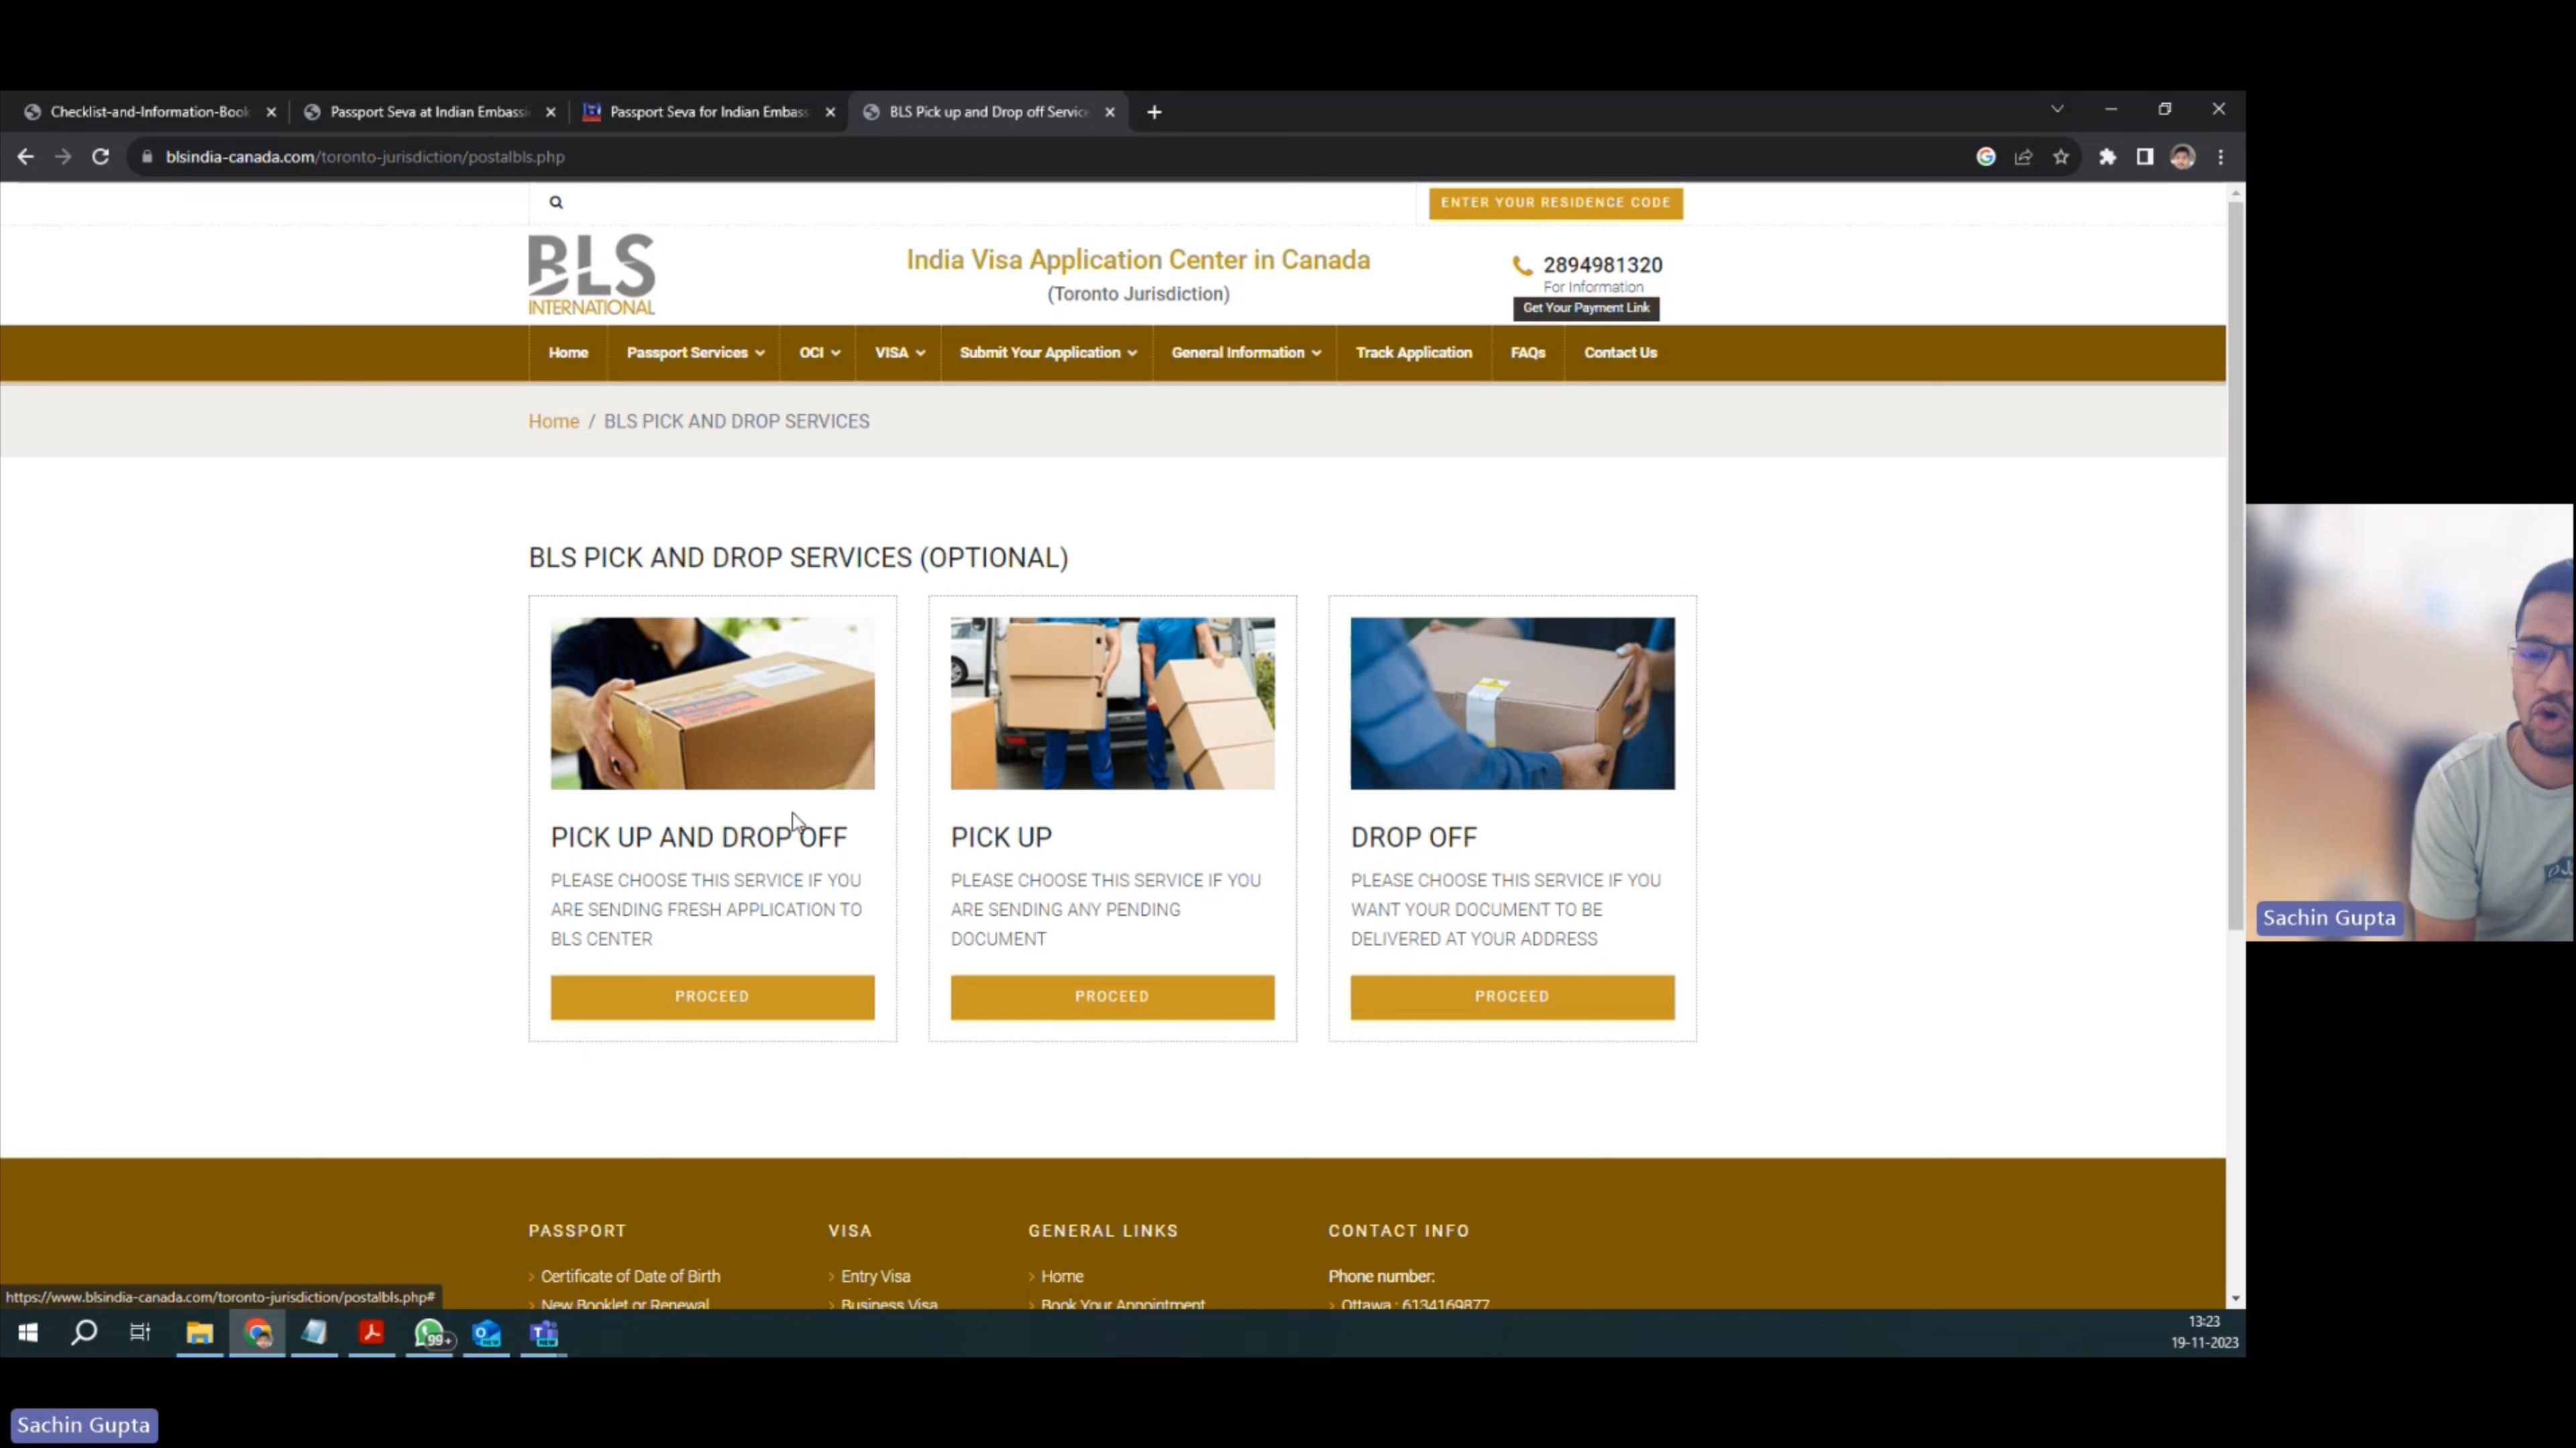 Checklist-and-Information-Book
Passport Seva at Indian Embassi
Passport Seva for Indian Embass
BLS Pick up and Drop off Service
blsindia-canada.com/toronto-jurisdiction/postalbls.php
ENTER YOUR RESIDENCE CODE
BLS
INTERNATIONAL
India Visa Application Center in Canada
(Toronto Jurisdiction)
2894981320
For Information
Get Your Payment Link
Home
Passport Services
OCI
VISA
Submit Your Application
General Information
Track Application
FAQs
Contact Us
Home / BLS PICK AND DROP SERVICES
BLS PICK AND DROP SERVICES (OPTIONAL)
PICK UP AND DROP OFF
PLEASE CHOOSE THIS SERVICE IF YOU
ARE SENDING FRESH APPLICATION TO
BLS CENTER
PROCEED
PICK UP
PLEASE CHOOSE THIS SERVICE IF YOU
ARE SENDING ANY PENDING
DOCUMENT
PROCEED
DROP OFF
PLEASE CHOOSE THIS SERVICE IF YOU
WANT YOUR DOCUMENT TO BE
DELIVERED AT YOUR ADDRESS
PROCEED
Sachin Gupta
PASSPORT
Certificate of Date of Birth
New Booklet or Renewal
VISA
Entry Visa
Business Visa
GENERAL LINKS
Home
Book Your Appointment
CONTACT INFO
Phone number:
Ottawa : 6134169877
https://www.blsindia-canada.com/toronto-jurisdiction/postalbls.php#
99+
13:23
19-11-2023
Sachin Gupta